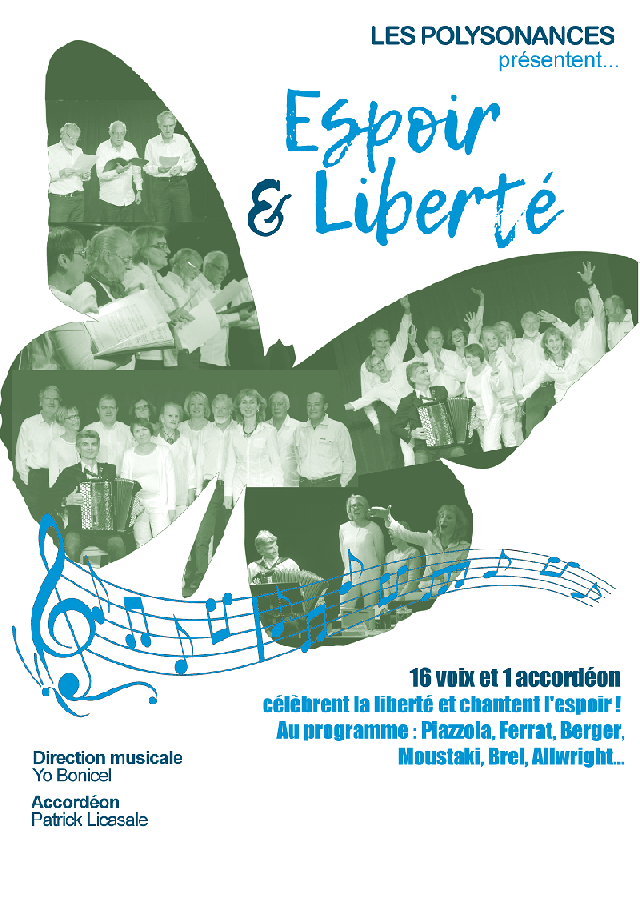 LES POLYSONANCES
présentent...
Espoir
& Liberté
16 voix et 1 accordéon
célèbrent la liberté et chantent l'espoir !
Au programme : Piazzola, Ferrat, Berger,
Moustaki, Brel, Allwright...
Direction musicale
Yo Bonicel
Accordéon
Patrick Licasale